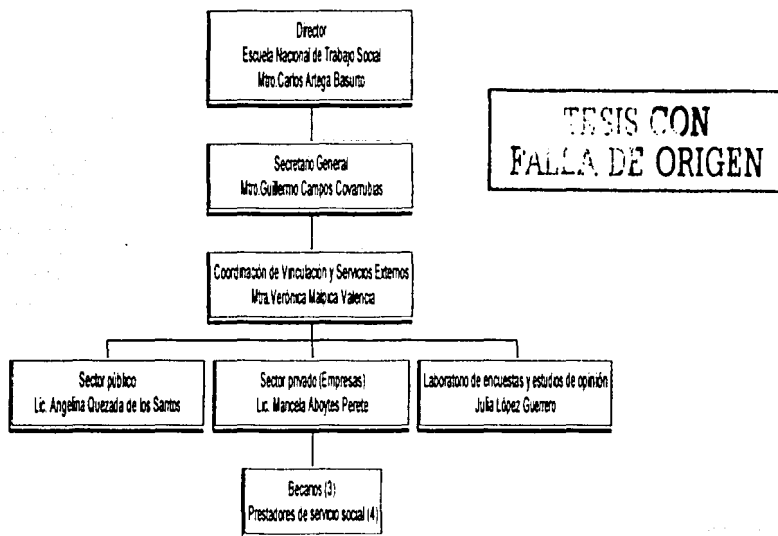 Director
Escuela Nacional de Trabajo Social
Mtro.Carlos Artega Basurto
TESIS CON
FALLA DE ORIGEN
Secretario General
Mtro.Guillermo Campos Covarrubias
Coordinación de Vinculación y Servicios Externos
Mtra.Verónica Malpica Valencia
Sector público
Lic. Angelina Quezada de los Santos
Sector privado (Empresas)
Lic. Maricela Aboytes Perete
Laboratorio de encuestas y estudios de opinión
Julia López Guerrero
Becarios (3)
Prestadores de servicio social (4)